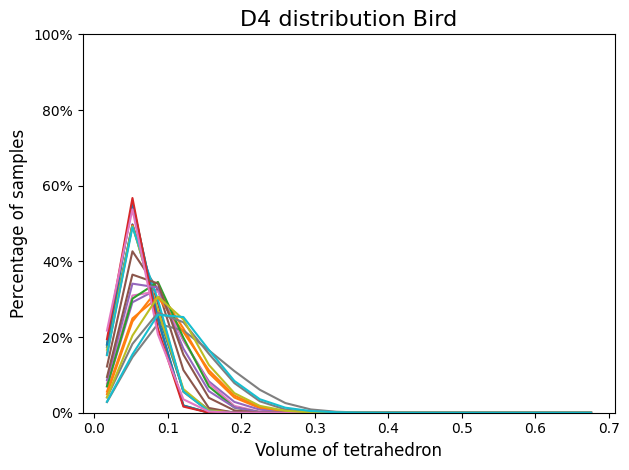 D4 distribution Bird
100%
80%
60%
40%
20%
0%
Percentage of samples
0.0 0.1 0.2 0.3 0.4 0.5 0.6 0.7
Volume of tetrahedron